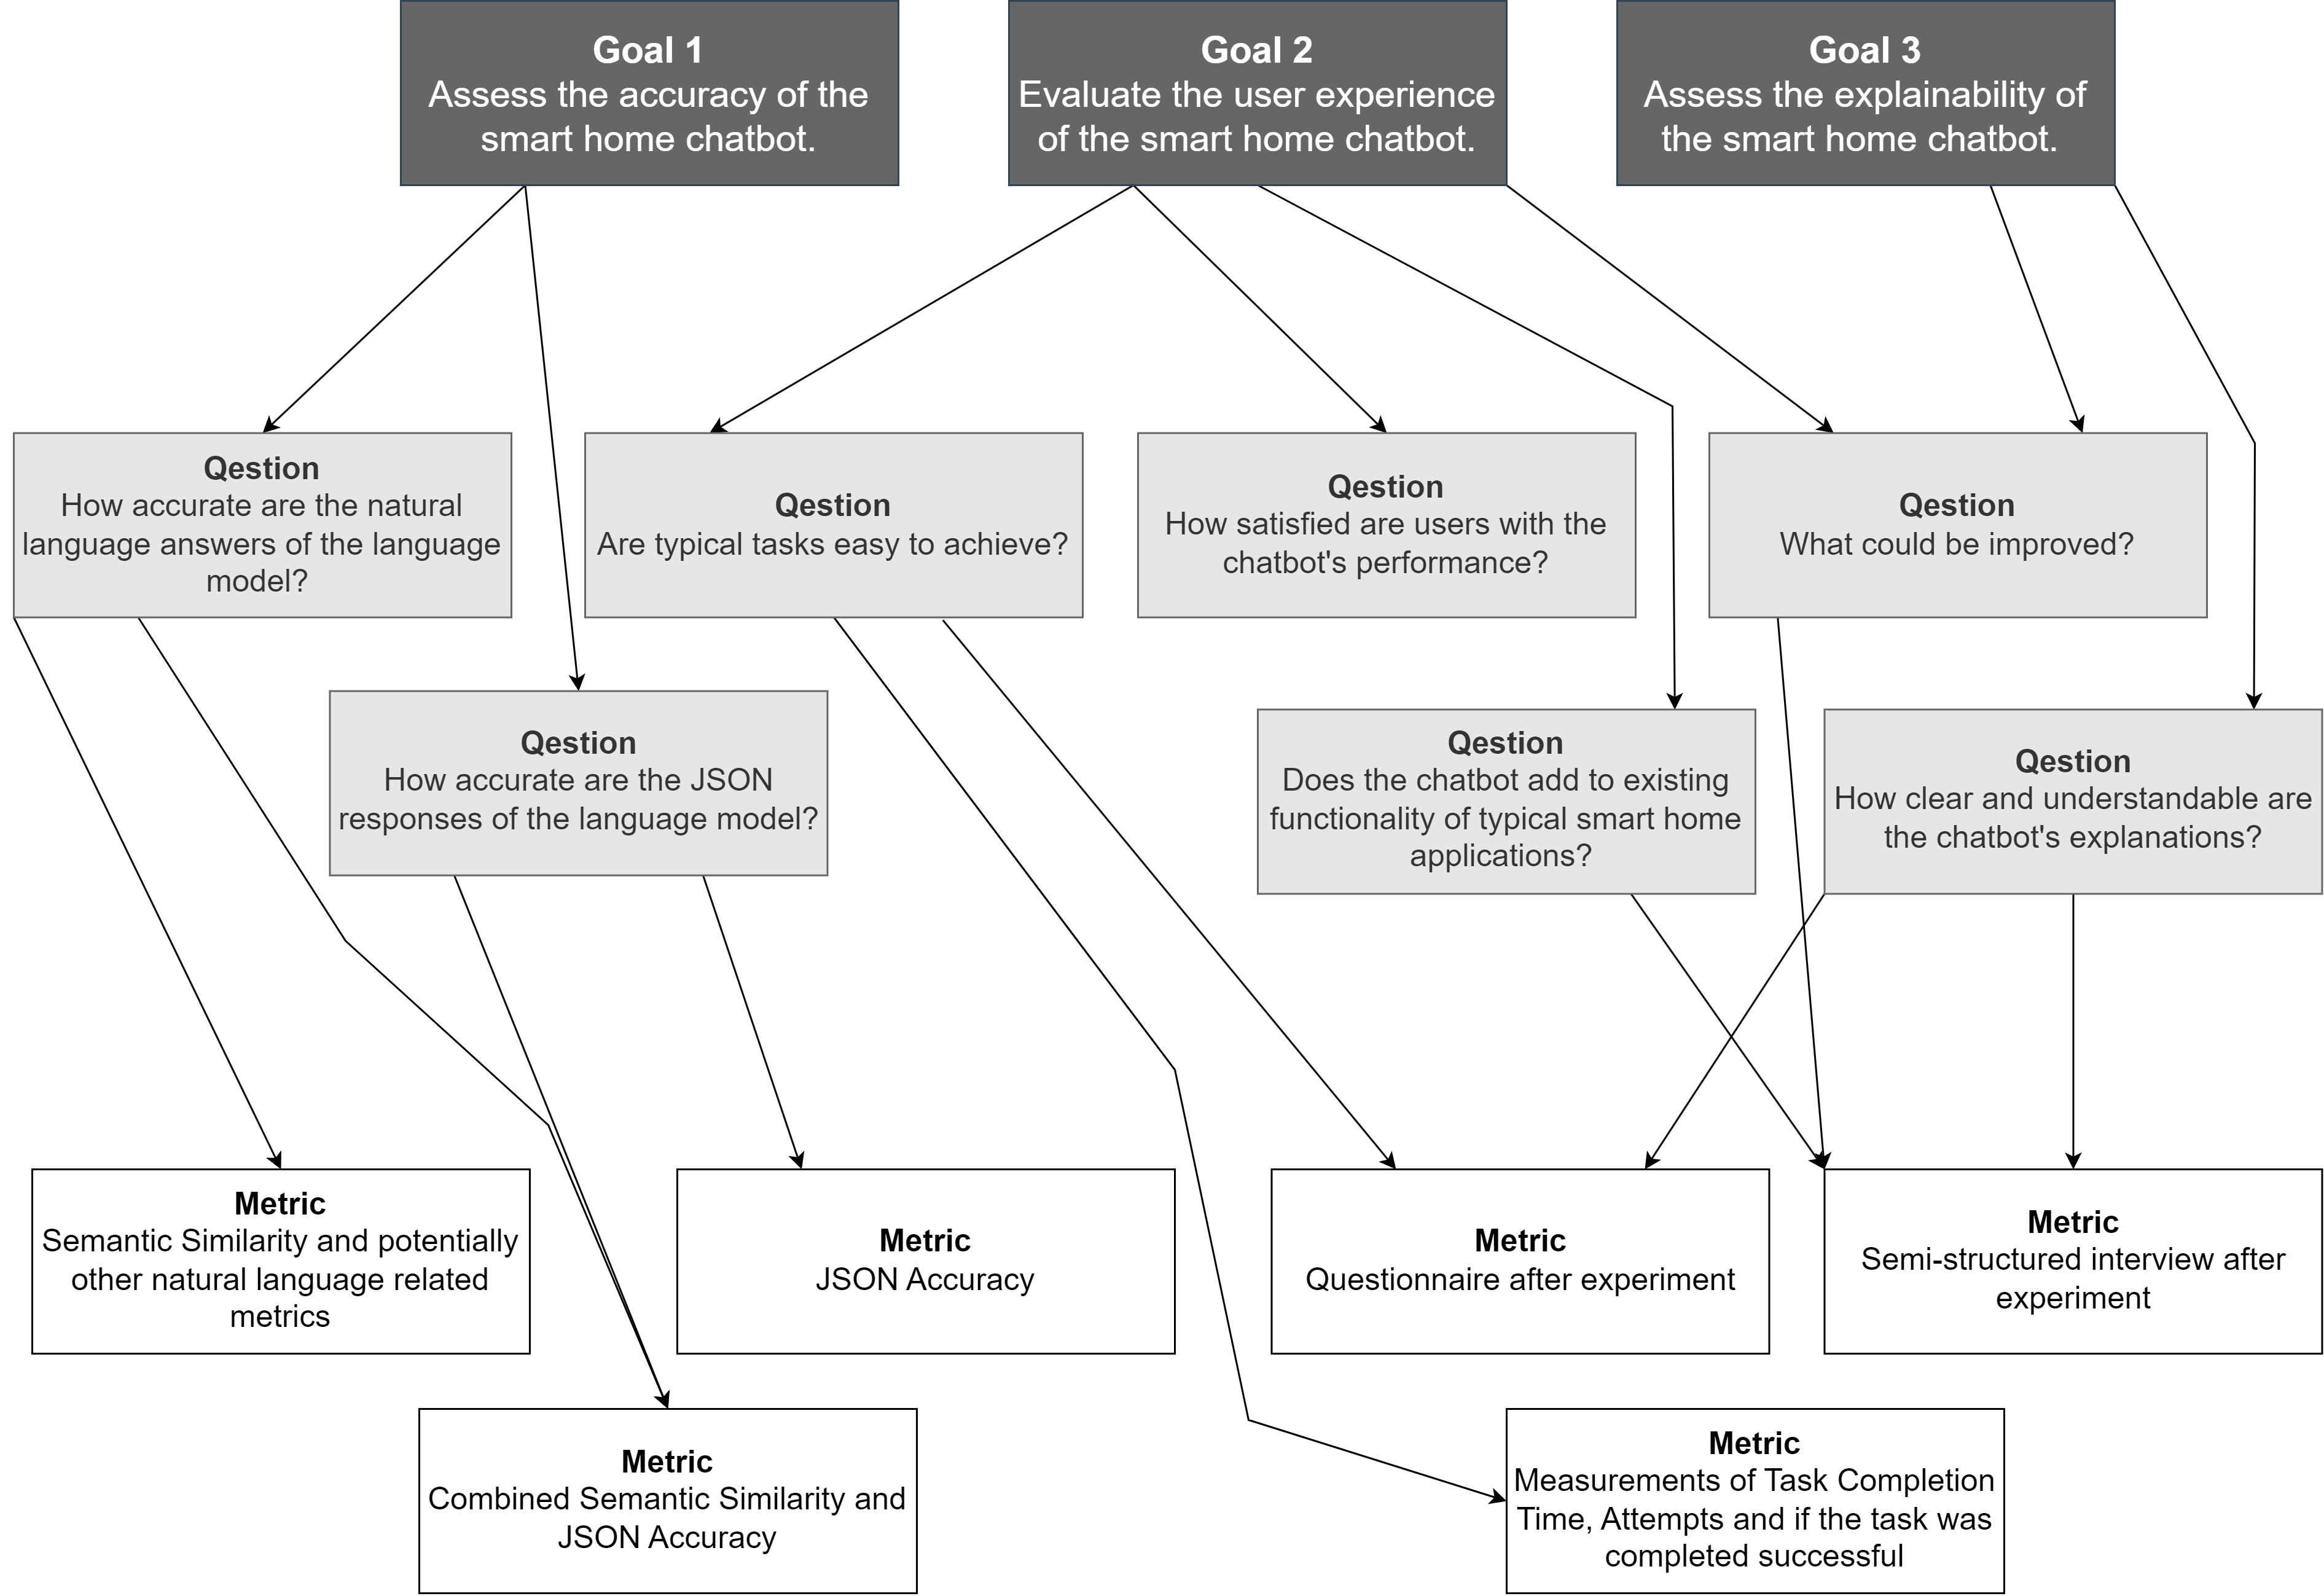 Goal 1
Assess the accuracy of the
smart home chatbot.
Goal 2
Evaluate the user experience
of the smart home chatbot.
Goal 3
Assess the explainability of
the smart home chatbot.
Qestion
How accurate are the natural
language answers of the language
model?
Qestion
Are typical tasks easy to achieve?
Qestion
How satisfied are users with the
chatbot's performance?
Qestion
What could be improved?
Qestion
How accurate are the JSON
responses of the language model?
Qestion
Does the chatbot add to existing
functionality of typical smart home
applications?
Qestion
How clear and understandable are
the chatbot's explanations?
Metric
Semantic Similarity and potentially
other natural language related
metrics
Metric
JSON Accuracy
Metric
Questionnaire after experiment
Metric
Semi-structured interview after
experiment
Metric
Combined Semantic Similarity and
JSON Accuracy
Metric
Measurements of Task Completion
Time, Attempts and if the task was
completed successful